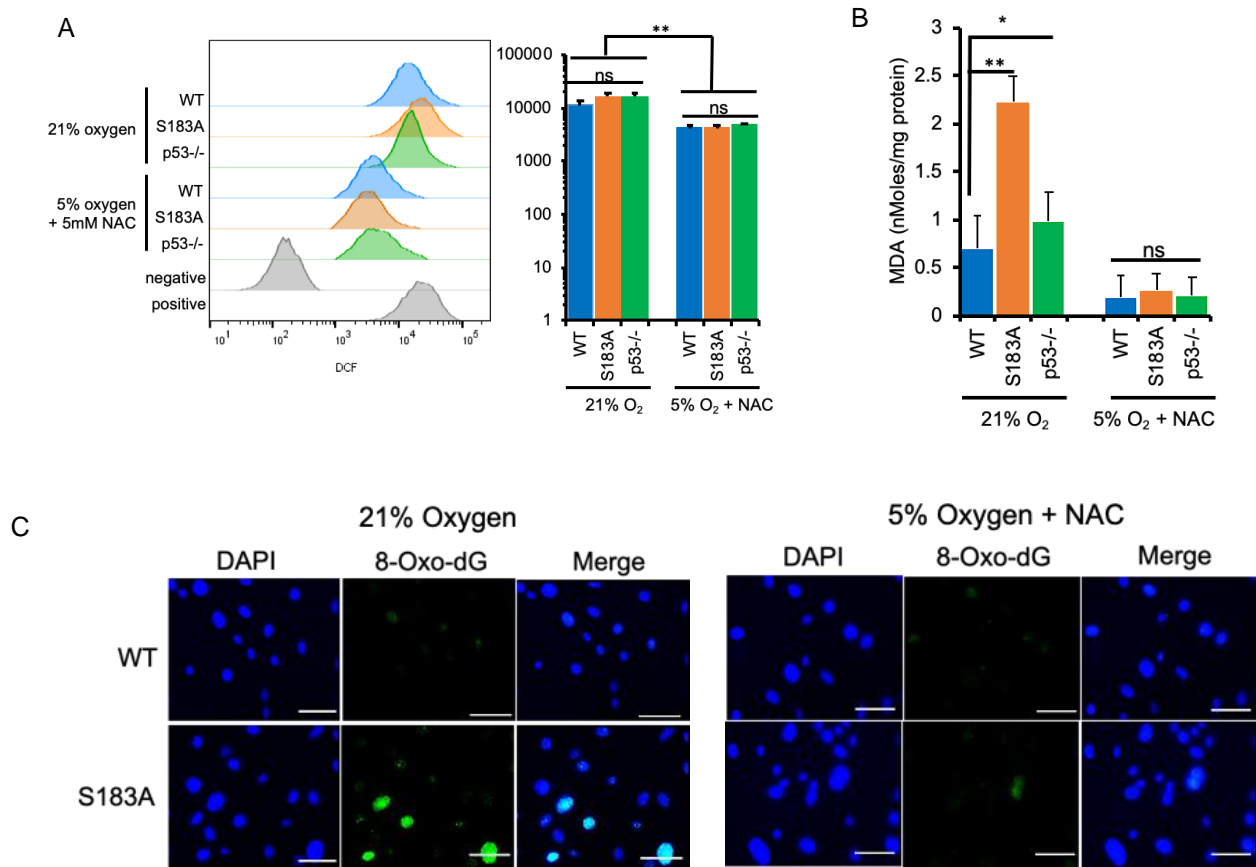 A
WT
S183A
p53-/-
21% oxygen
WT
S183A
p53-/-
5% oxygen
+ 5mM NAC
negative
positive
10¹ 10² 10³ 10⁴ 10⁵
DCF
100000
10000
1000
100
10
1
**
ns
ns
WT
S183A
p53-/-
WT
S183A
p53-/-
21% O₂
5% O₂ + NAC
B
MDA (nMoles/mg protein)
3
2.5
2
1.5
1
0.5
0
*
**
ns
WT
S183A
p53-/-
WT
S183A
p53-/-
21% O₂
5% O₂ + NAC
C
21% Oxygen
5% Oxygen + NAC
DAPI 8-Oxo-dG Merge
DAPI 8-Oxo-dG Merge
WT
S183A